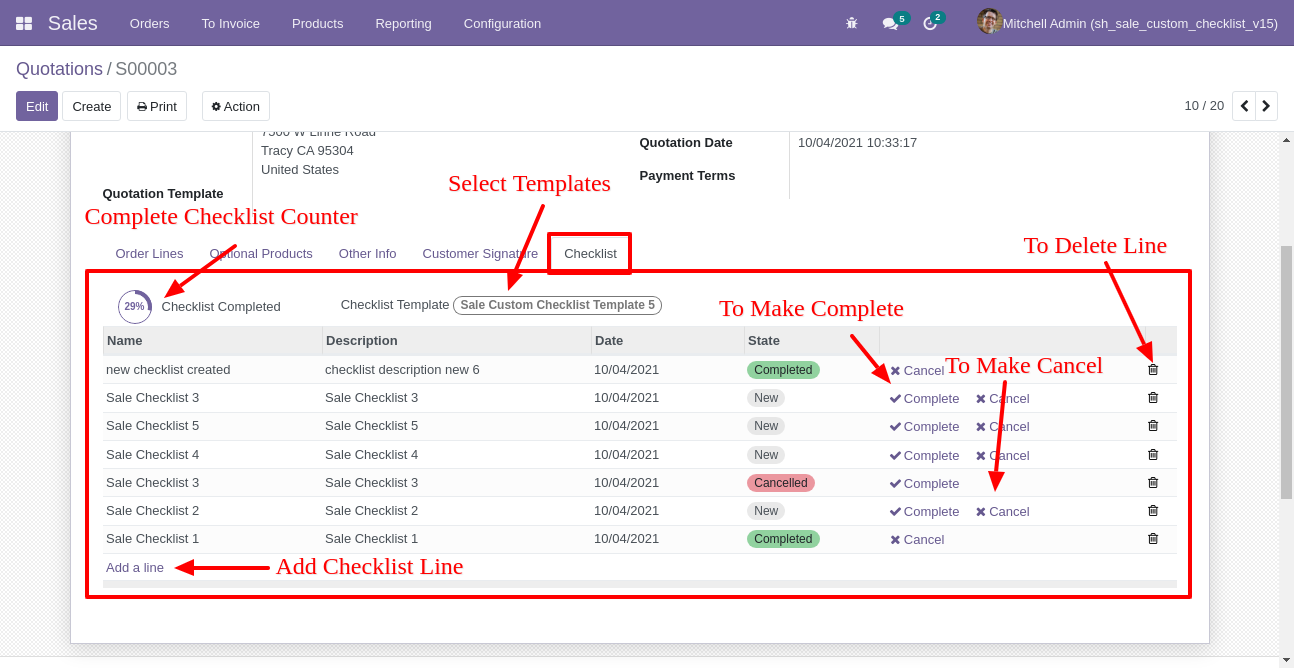 Sales Orders To Invoice Products Reporting Configuration 5 2 Mitchell Admin (sh_sale_custom_checklist_v15)
Quotations / S00003
Edit Create Print Action 10 / 20
7500 W Linne Road
Tracy CA 95304
United States
Quotation Date 10/04/2021 10:33:17
Payment Terms
Quotation Template
Select Templates
Complete Checklist Counter
To Delete Line
Order Lines Optional Products Other Info Customer Signature Checklist
29% Checklist Completed Checklist Template Sale Custom Checklist Template 5
To Make Complete
Name Description Date State
To Make Cancel
new checklist created checklist description new 6 10/04/2021 Completed Cancel
Sale Checklist 3 Sale Checklist 3 10/04/2021 New Complete Cancel
Sale Checklist 5 Sale Checklist 5 10/04/2021 New Complete Cancel
Sale Checklist 4 Sale Checklist 4 10/04/2021 New Complete Cancel
Sale Checklist 3 Sale Checklist 3 10/04/2021 Cancelled Complete
Sale Checklist 2 Sale Checklist 2 10/04/2021 New Complete Cancel
Sale Checklist 1 Sale Checklist 1 10/04/2021 Completed Cancel
Add a line Add Checklist Line